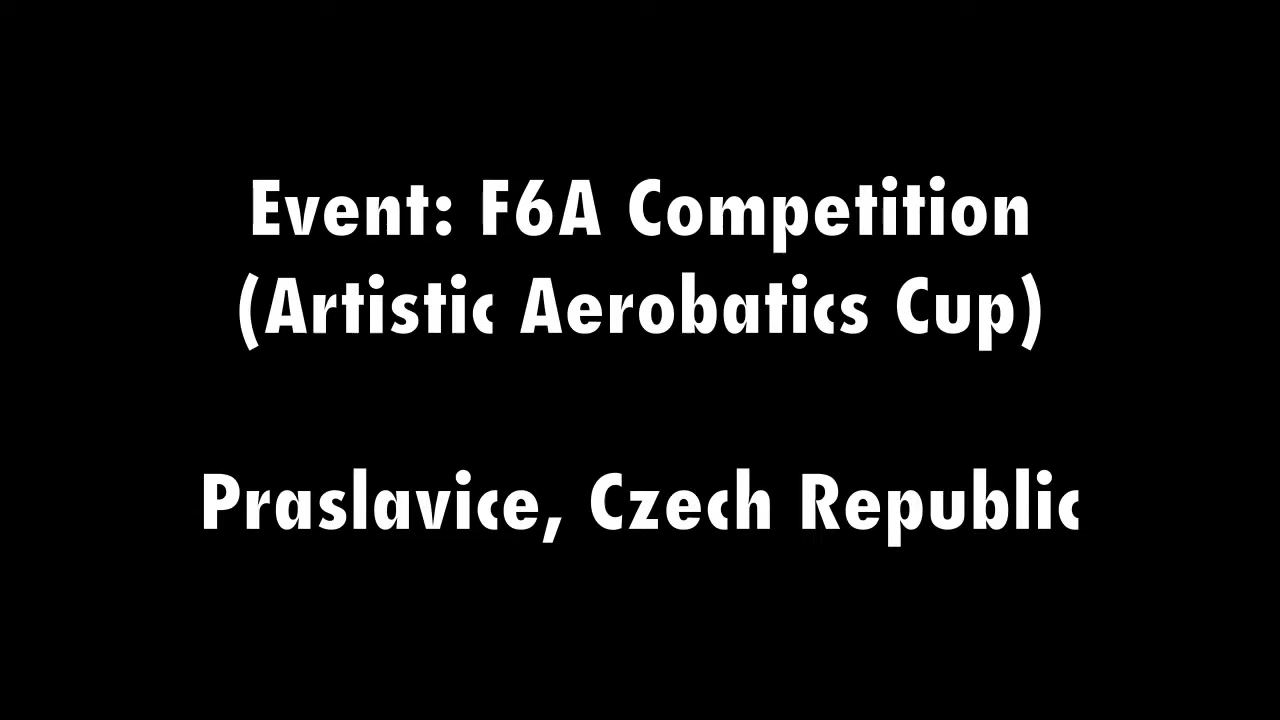 Event: F6A Competition
(Artistic Aerobatics Cup)
Praslavice, Czech Republic